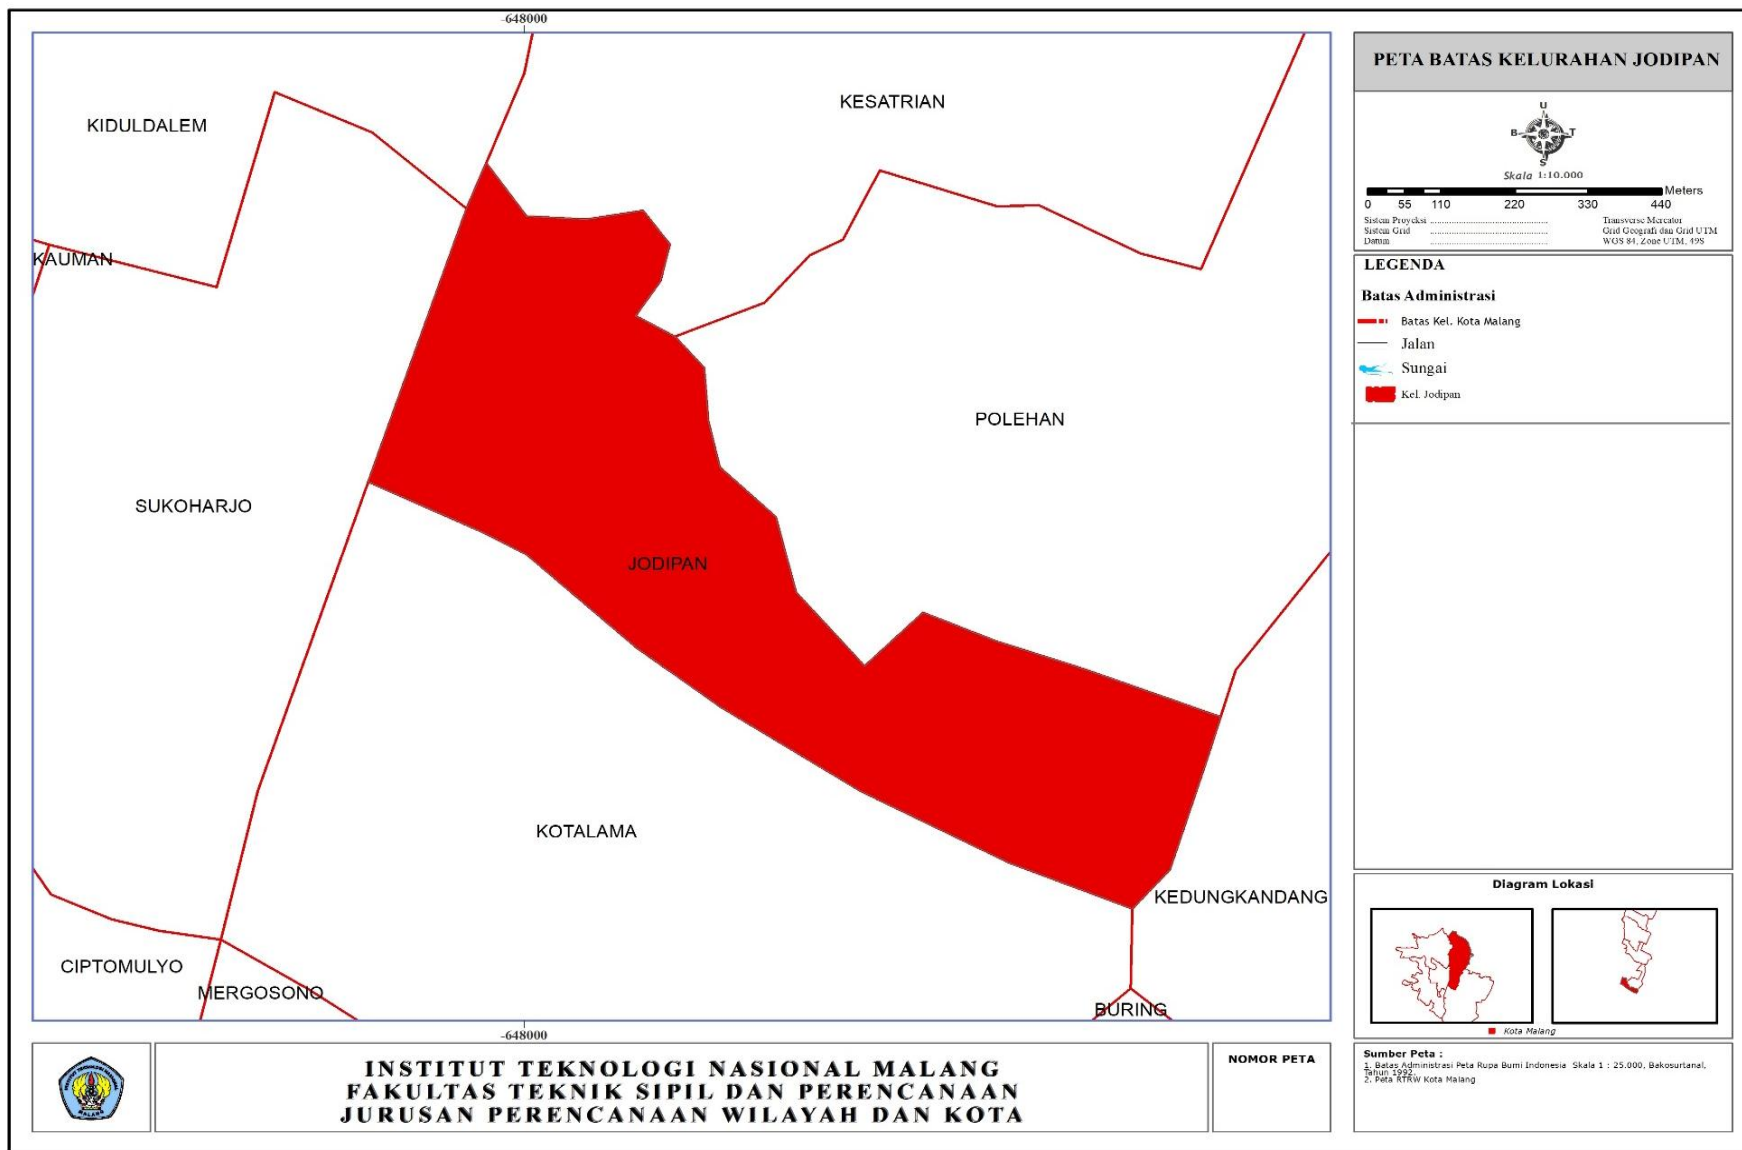 -648000
KIDULDALEM
KESATRIAN
KAUMAN
POLEHAN
SUKOHARJO
JODIPAN
KOTALAMA
KEDUNGKANDANG
CIPTOMULYO
MERGOSONO
BURING
-648000
PETA BATAS KELURAHAN JODIPAN
U
B T
S
Skala 1:10.000
Meters
0 55 110 220 330 440
Sistem Proyeksi ........................................ Transverse Mercator
Sistem Grid ........................................ Grid Geografi dan Grid UTM
Datum ........................................ WGS 84, Zone UTM, 49S
LEGENDA
Batas Administrasi
Batas Kel. Kota Malang
Jalan
Sungai
Kel. Jodipan
Diagram Lokasi
Kota Malang
INSTITUT TEKNOLOGI NASIONAL MALANG
FAKULTAS TEKNIK SIPIL DAN PERENCANAAN
JURUSAN PERENCANAAN WILAYAH DAN KOTA
NOMOR PETA
Sumber Peta :
1. Batas Administrasi Peta Rupa Bumi Indonesia Skala 1 : 25.000, Bakosurtanal,
Tahun 1992.
2. Peta RTRW Kota Malang